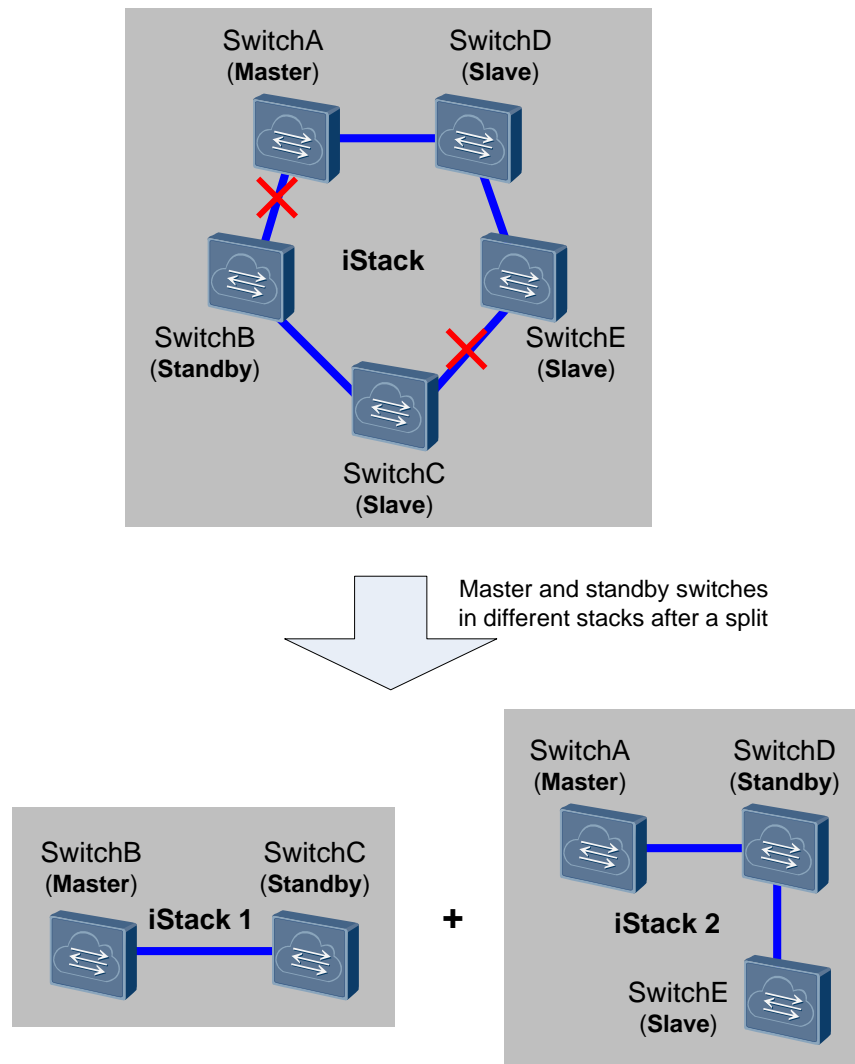 SwitchA
(Master)
SwitchD
(Slave)
iStack
SwitchB
(Standby)
SwitchE
(Slave)
SwitchC
(Slave)
Master and standby switches
in different stacks after a split
SwitchB
(Master)
SwitchC
(Standby)
iStack 1
+
SwitchA
(Master)
SwitchD
(Standby)
iStack 2
SwitchE
(Slave)